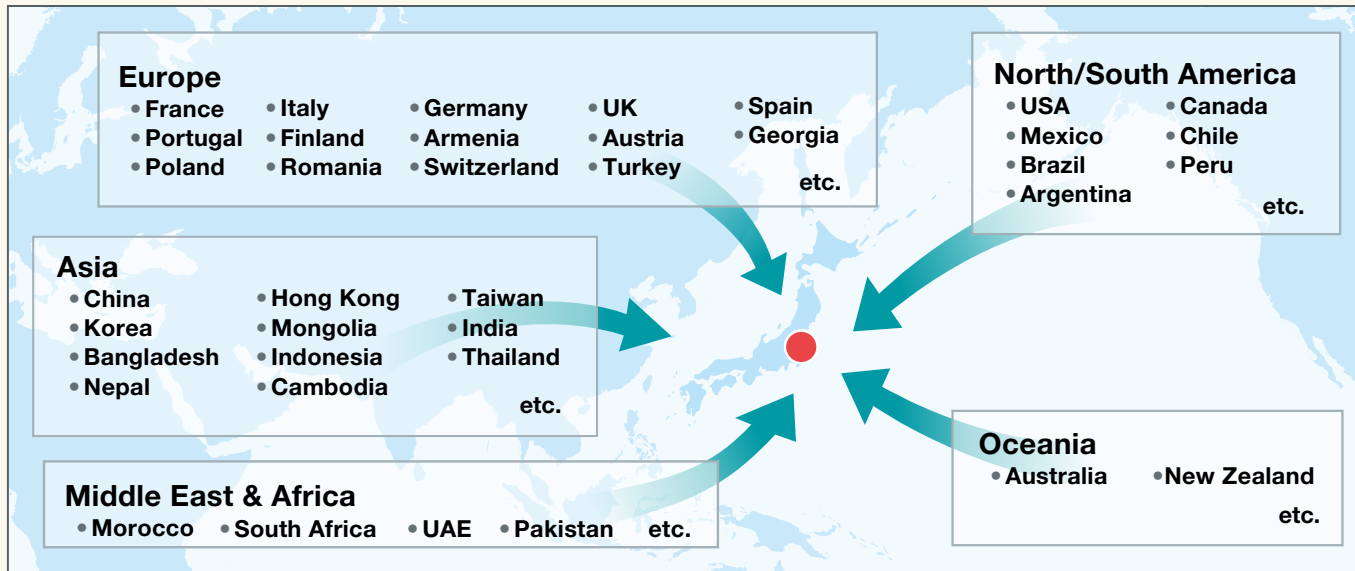 Europe
• France • Italy • Germany • UK • Spain
• Portugal • Finland • Armenia • Austria • Georgia
• Poland • Romania • Switzerland • Turkey
etc.
North/South America
• USA • Canada
• Mexico • Chile
• Brazil • Peru
• Argentina
etc.
Asia
• China • Hong Kong • Taiwan
• Korea • Mongolia • India
• Bangladesh • Indonesia • Thailand
• Nepal • Cambodia
etc.
Oceania
• Australia • New Zealand
etc.
Middle East & Africa
• Morocco • South Africa • UAE • Pakistan etc.